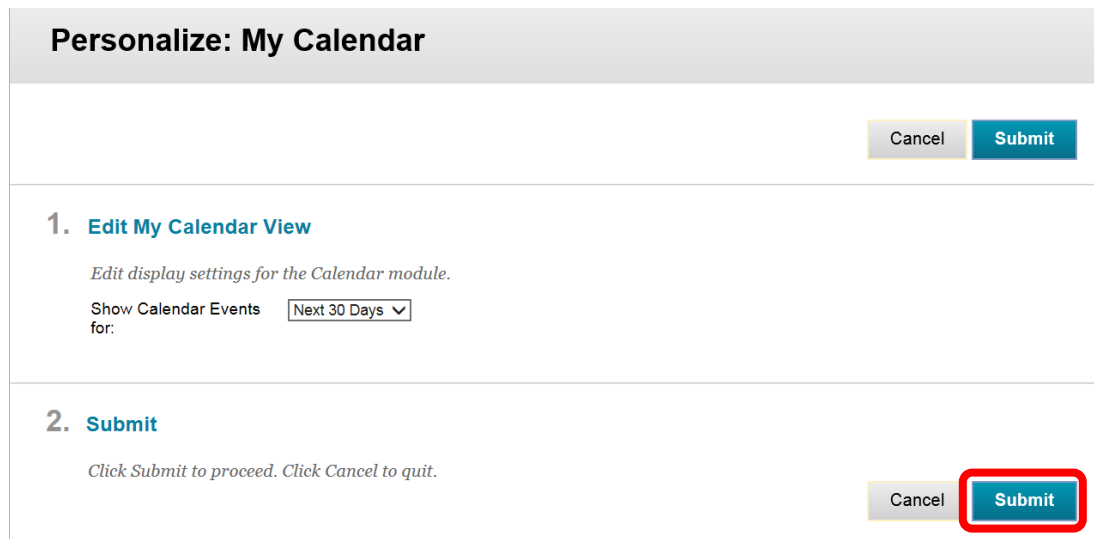 Personalize: My Calendar
Cancel Submit
1. Edit My Calendar View
Edit display settings for the Calendar module.
Show Calendar Events Next 30 Days
for:
2. Submit
Click Submit to proceed. Click Cancel to quit.
Cancel Submit